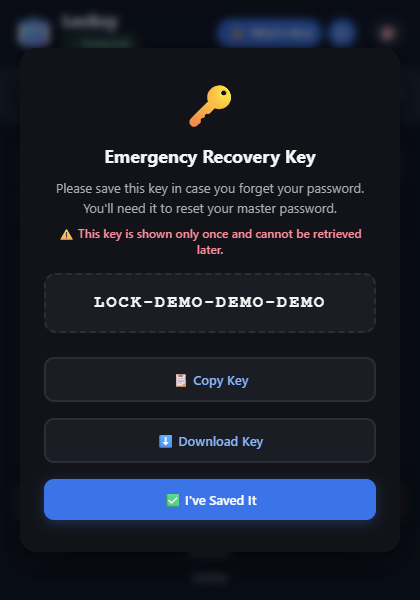 Emergency Recovery Key
Please save this key in case you forget your password.
You'll need it to reset your master password.
⚠️ This key is shown only once and cannot be retrieved
later.
LOCK-DEMO-DEMO-DEMO
📋 Copy Key
⬇️ Download Key
✅ I've Saved It